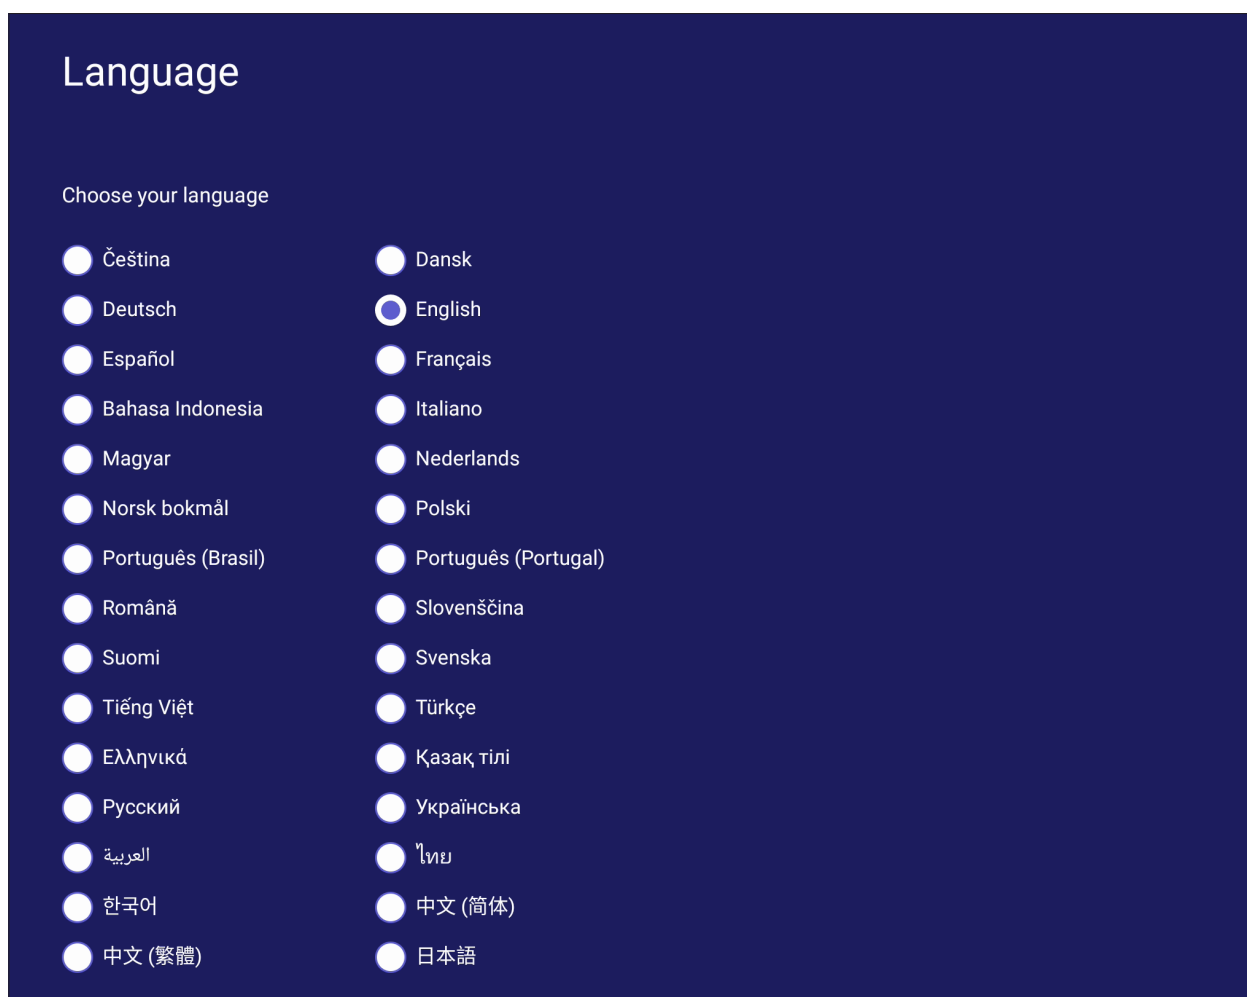 Language
Choose your language
Čeština
Dansk
Deutsch
English
Español
Français
Bahasa Indonesia
Italiano
Magyar
Nederlands
Norsk bokmål
Polski
Português (Brasil)
Português (Portugal)
Română
Slovenščina
Suomi
Svenska
Tiếng Việt
Türkçe
Ελληνικά
Қазақ тілі
Русский
Українська
العربية
ไทย
한국어
中文 (简体)
中文 (繁體)
日本語